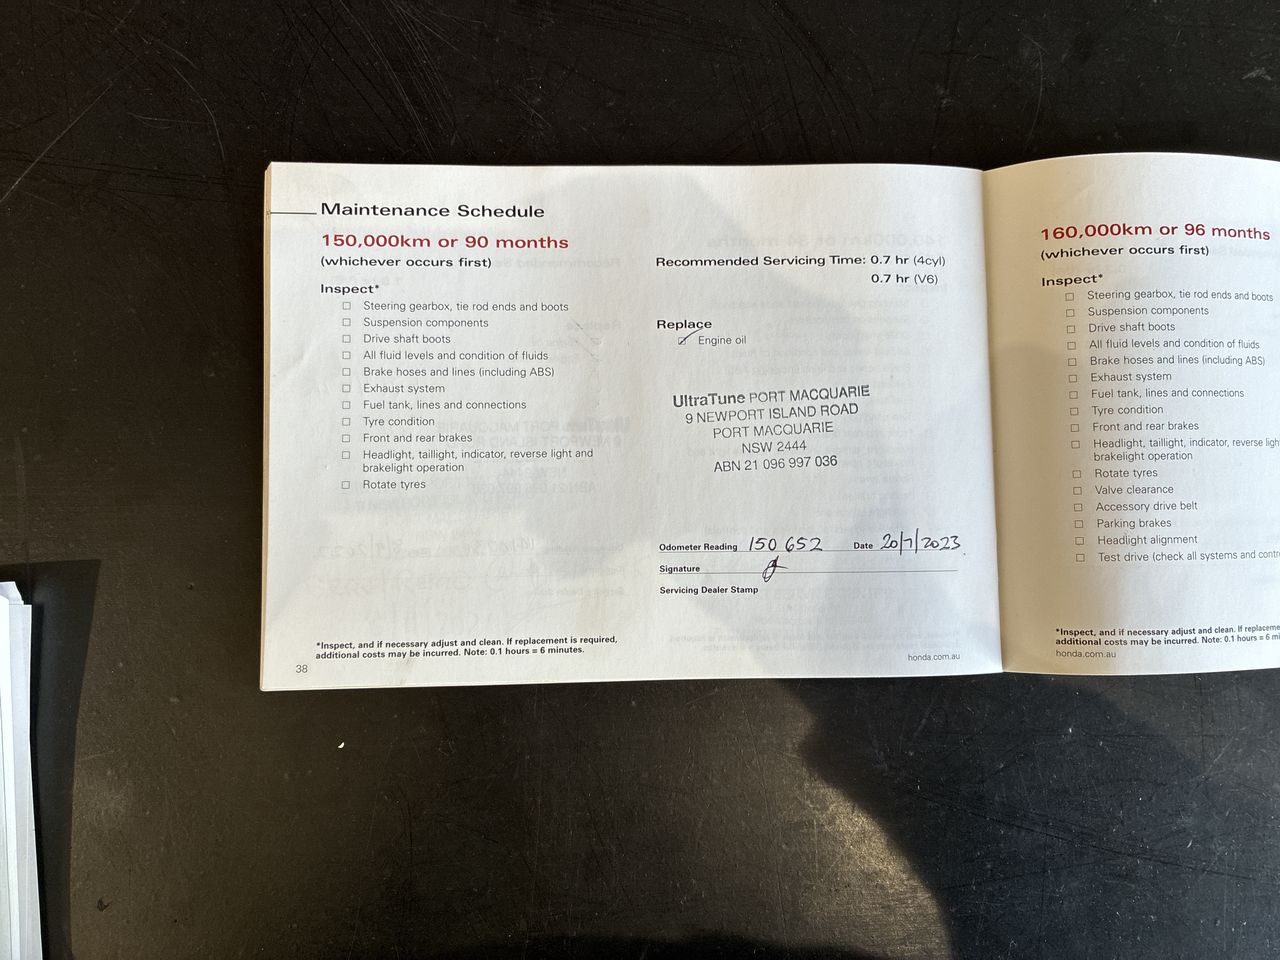 Maintenance Schedule
150,000km or 90 months
(whichever occurs first)
Inspect*
Steering gearbox, tie rod ends and boots
Suspension components
Drive shaft boots
All fluid levels and condition of fluids
Brake hoses and lines (including ABS)
Exhaust system
Fuel tank, lines and connections
Tyre condition
Front and rear brakes
Headlight, taillight, indicator, reverse light and
brakelight operation
Rotate tyres
*Inspect, and if necessary adjust and clean. If replacement is required,
additional costs may be incurred. Note: 0.1 hours = 6 minutes.
38
Recommended Servicing Time: 0.7 hr (4cyl)
0.7 hr (V6)
Replace
Engine oil
UltraTune PORT MACQUARIE
9 NEWPORT ISLAND ROAD
PORT MACQUARIE
NSW 2444
ABN 21 096 997 036
Odometer Reading 150 652 Date 20/7/2023
Signature
Servicing Dealer Stamp
honda.com.au
160,000km or 96 months
(whichever occurs first)
Inspect*
Steering gearbox, tie rod ends and boots
Suspension components
Drive shaft boots
All fluid levels and condition of fluids
Brake hoses and lines (including ABS)
Exhaust system
Fuel tank, lines and connections
Tyre condition
Front and rear brakes
Headlight, taillight, indicator, reverse
brakelight operation
Rotate tyres
Valve clearance
Accessory drive belt
Parking brakes
Headlight alignment
Test drive (check all systems and
*Inspect, and if necessary adjust and clean. If
additional costs may be incurred. Note: 0.1 hours = 6
honda.com.au